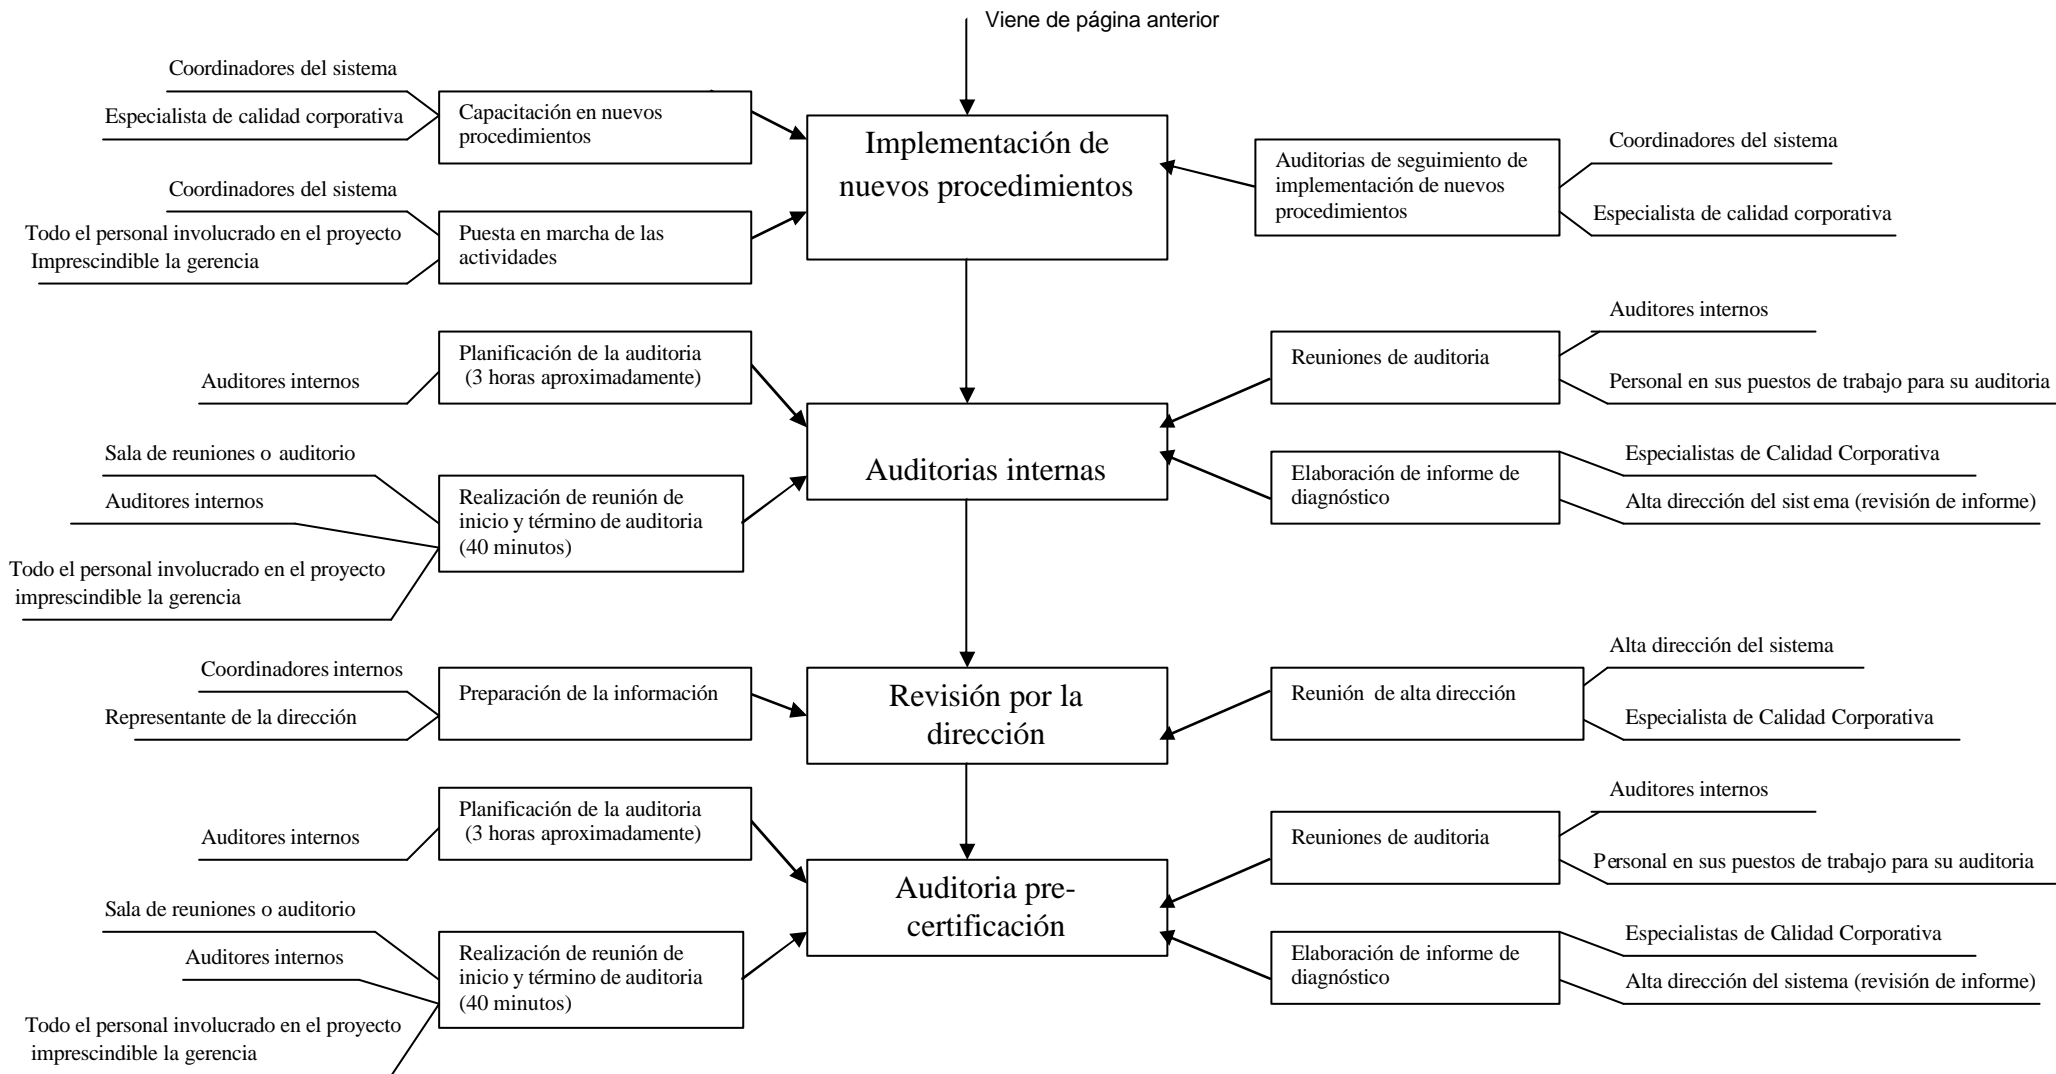 Viene de página anterior
Coordinadores del sistema
Especialista de calidad corporativa
Capacitación en nuevos
procedimientos
Coordinadores del sistema
Todo el personal involucrado en el proyecto
Imprescindible la gerencia
Puesta en marcha de las
actividades
Implementación de
nuevos procedimientos
Auditorias de seguimiento de
implementación de nuevos
procedimientos
Coordinadores del sistema
Especialista de calidad corporativa
Auditores internos
Planificación de la auditoria
(3 horas aproximadamente)
Sala de reuniones o auditorio
Auditores internos
Todo el personal involucrado en el proyecto
imprescindible la gerencia
Realización de reunión de
inicio y término de auditoria
(40 minutos)
Auditorias internas
Reuniones de auditoria
Auditores internos
Personal en sus puestos de trabajo para su auditoria
Elaboración de informe de
diagnóstico
Especialistas de Calidad Corporativa
Alta dirección del sist ema (revisión de informe)
Coordinadores internos
Representante de la dirección
Preparación de la información
Revisión por la
dirección
Reunión de alta dirección
Alta dirección del sistema
Especialista de Calidad Corporativa
Auditores internos
Planificación de la auditoria
(3 horas aproximadamente)
Sala de reuniones o auditorio
Auditores internos
Todo el personal involucrado en el proyecto
imprescindible la gerencia
Realización de reunión de
inicio y término de auditoria
(40 minutos)
Auditoria pre-
certificación
Reuniones de auditoria
Auditores internos
Personal en sus puestos de trabajo para su auditoria
Elaboración de informe de
diagnóstico
Especialistas de Calidad Corporativa
Alta dirección del sistema (revisión de informe)